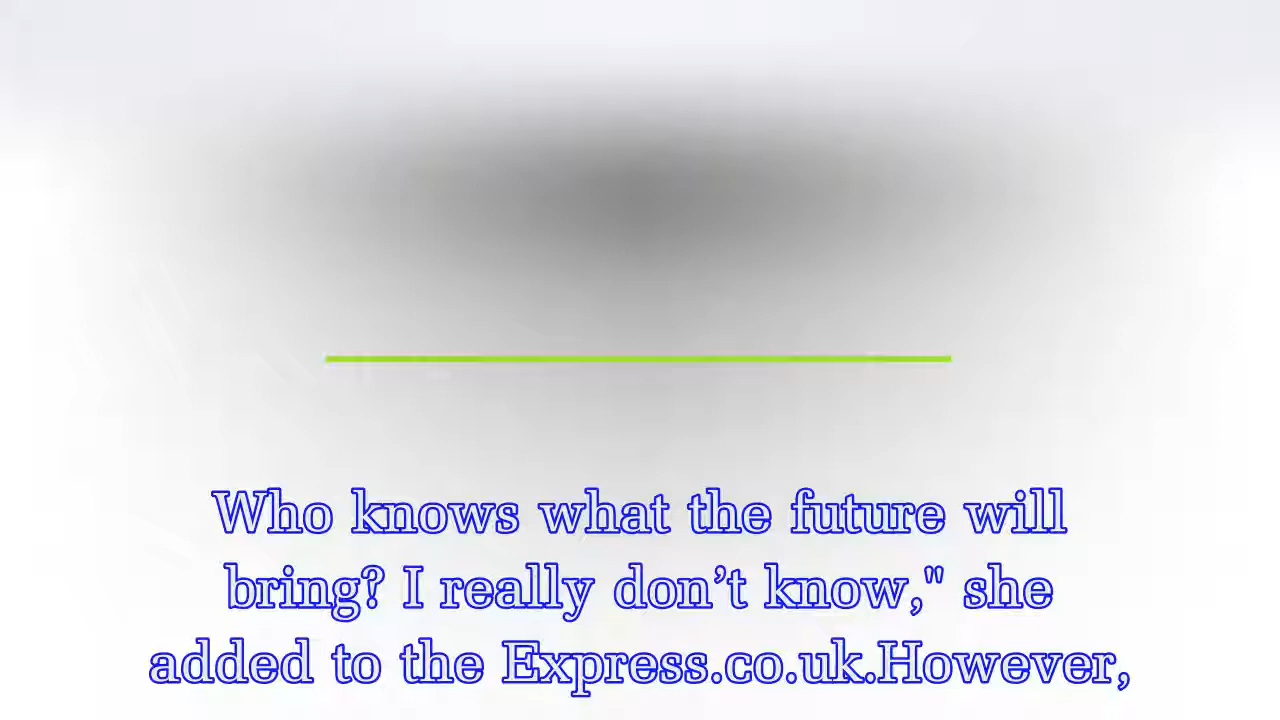 Who knows what the future will
bring? I really don’t know," she
added to the Express.co.uk.However,